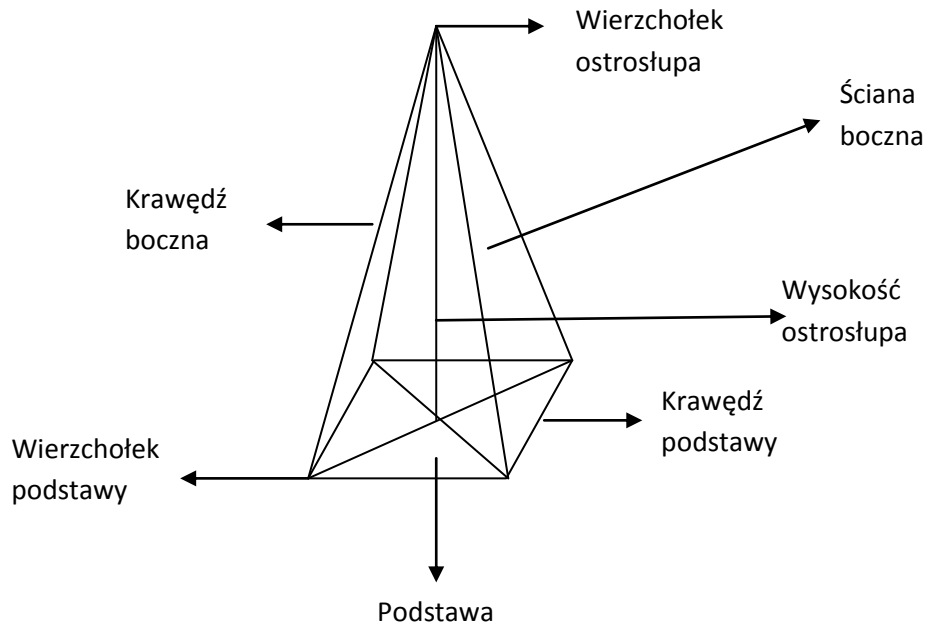 Wierzchołek
ostrosłupa
Ściana
boczna
Krawędź
boczna
Wysokość
ostrosłupa
Krawędź
podstawy
Wierzchołek
podstawy
Podstawa